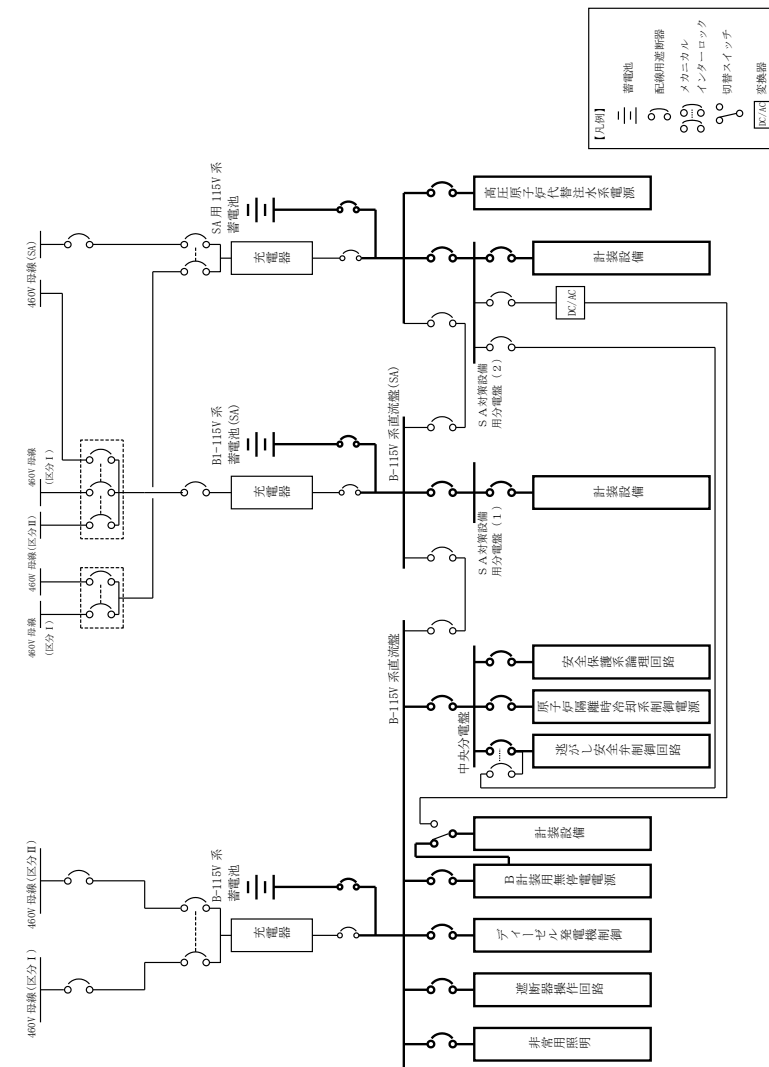 【凡例】
蓄電池
配線用遮断器
メカニカル
インターロック
切替スイッチ
DC/AC
変換器
460V 母線(SA)
SA用 115V 系
蓄電池
充電器
高圧原子炉代替注水系電源
計装設備
DC/AC
SA対策設備
用分電盤(2)
460V 母線
(区分Ⅰ)
460V 母線(区分Ⅱ)
460V 母線
(区分Ⅰ)
B1-115V 系
蓄電池(SA)
充電器
B-115V 系直流盤(SA)
計装設備
SA対策設備
用分電盤(1)
B-115V 系直流盤
中央分電盤
安全保護系論理回路
原子炉隔離時冷却系制御電源
逃がし安全弁制御回路
460V 母線(区分Ⅱ)
460V 母線(区分Ⅰ)
B-115V 系
蓄電池
充電器
計装設備
B計装用無停電電源
ディーゼル発電機制御
遮断器操作回路
非常用照明